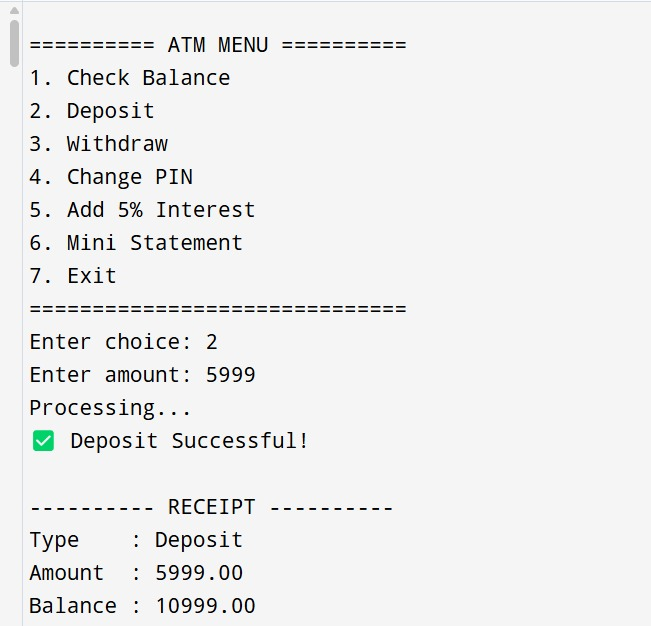 ========== ATM MENU ==========
1. Check Balance
2. Deposit
3. Withdraw
4. Change PIN
5. Add 5% Interest
6. Mini Statement
7. Exit
==============================
Enter choice: 2
Enter amount: 5999
Processing...
✅ Deposit Successful!

---------- RECEIPT ----------
Type    : Deposit
Amount  : 5999.00
Balance : 10999.00